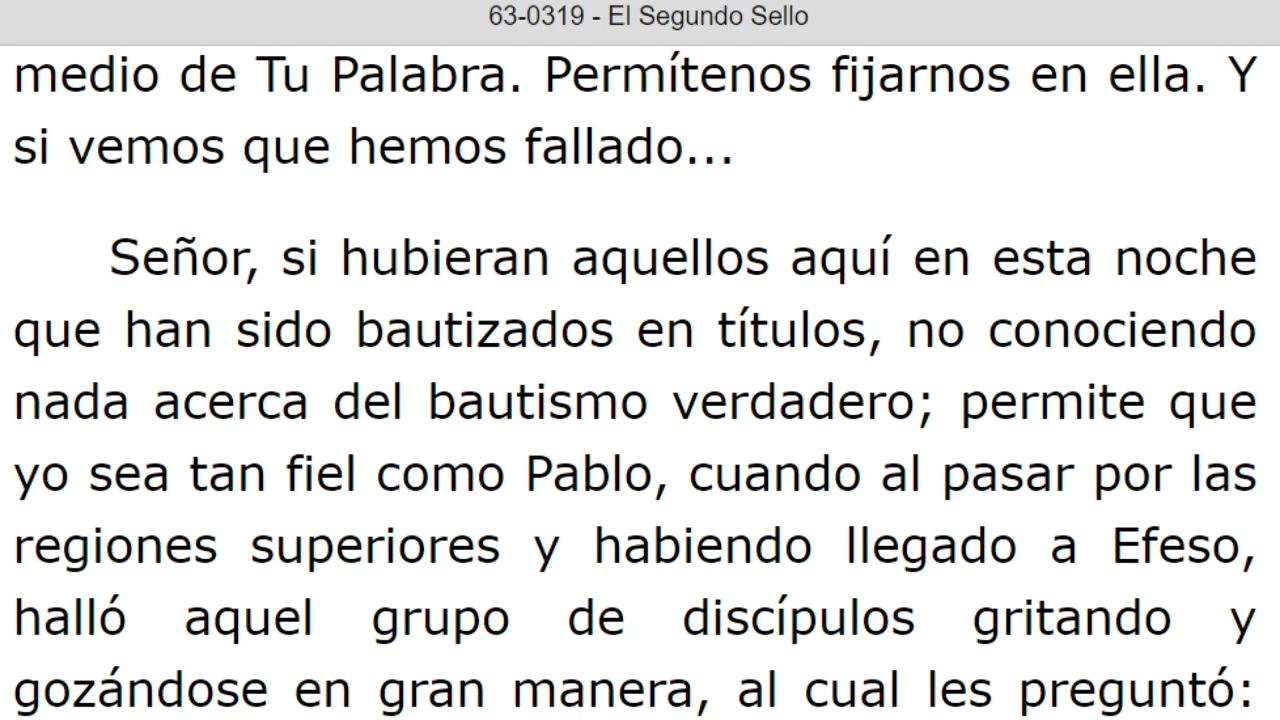 63-0319 - El Segundo Sello
medio de Tu Palabra. Permítenos fijarnos en ella. Y
si vemos que hemos fallado...
Señor, si hubieran aquellos aquí en esta noche
que han sido bautizados en títulos, no conociendo
nada acerca del bautismo verdadero; permite que
yo sea tan fiel como Pablo, cuando al pasar por las
regiones superiores y habiendo llegado a Efeso,
halló aquel grupo de discípulos gritando y
gozándose en gran manera, al cual les preguntó: